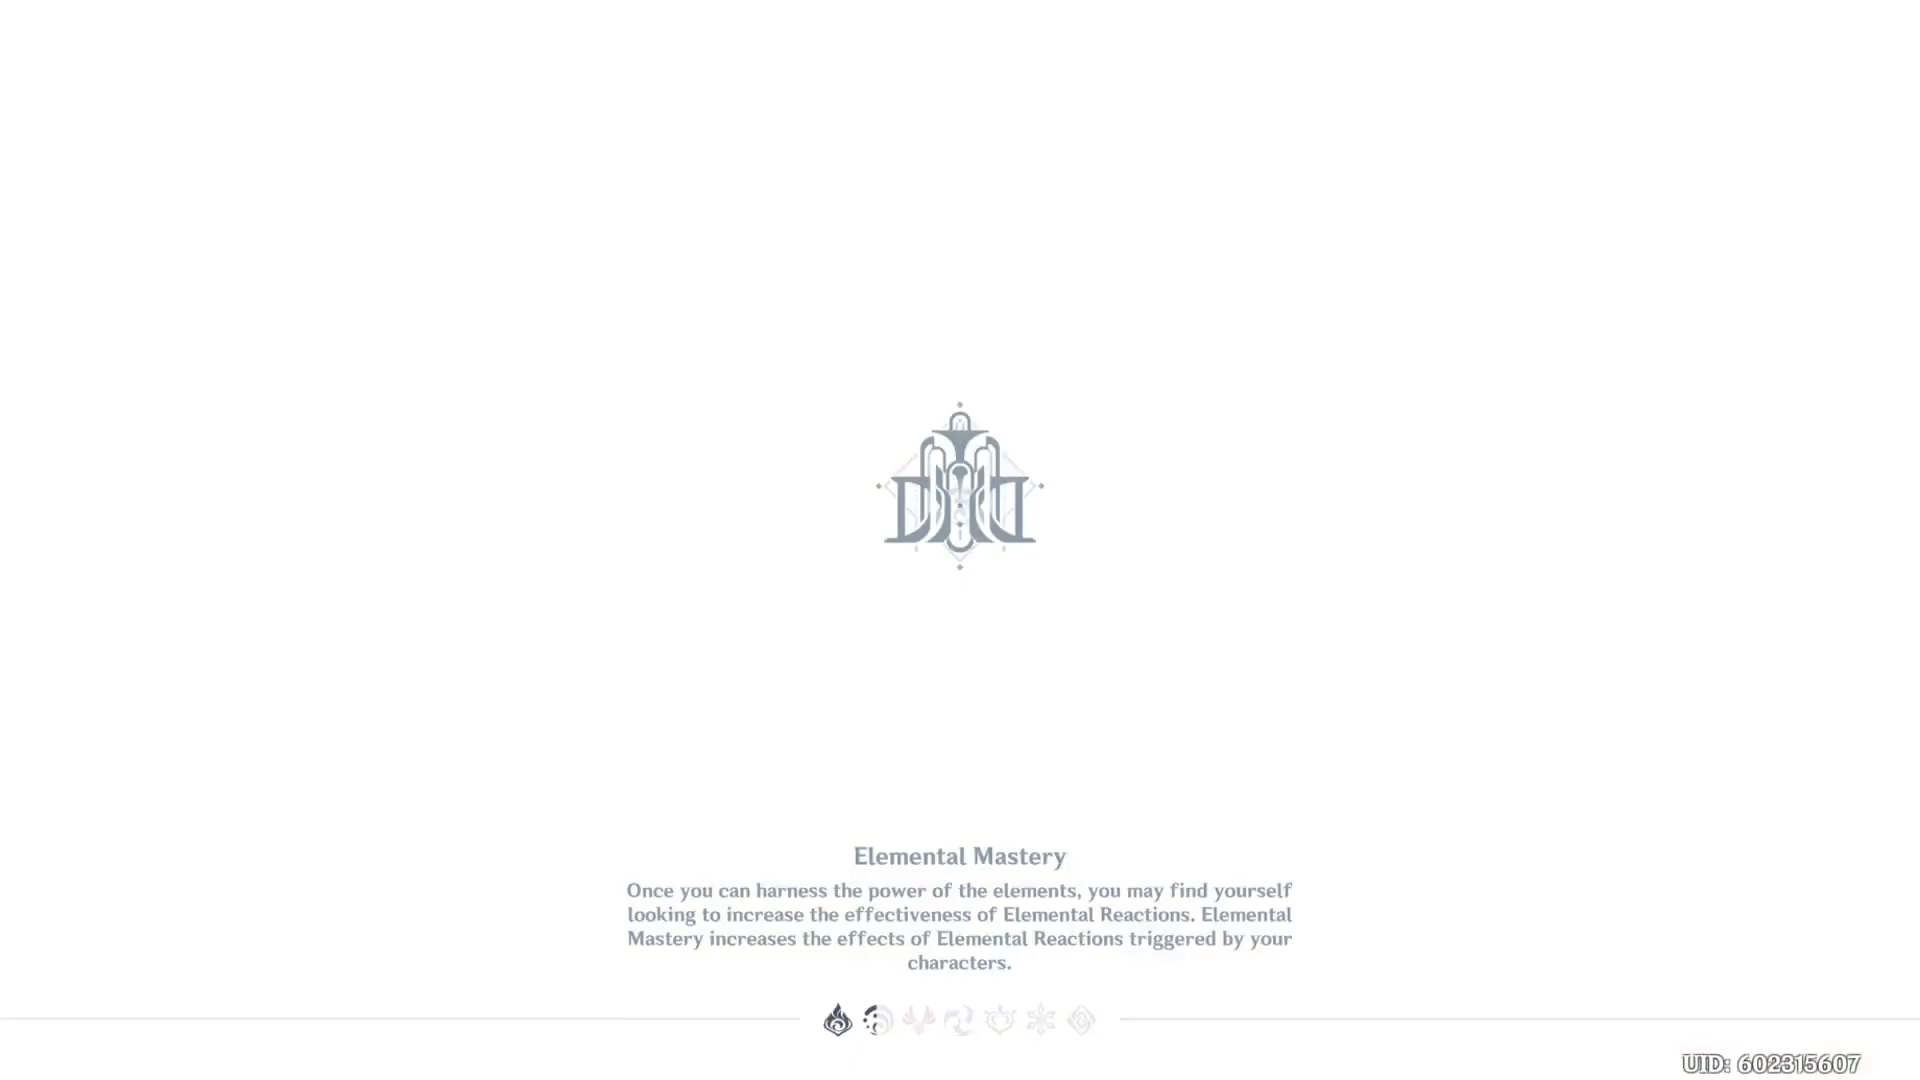 Elemental Mastery
Once you can harness the power of the elements, you may find yourself
looking to increase the effectiveness of Elemental Reactions. Elemental
Mastery increases the effects of Elemental Reactions triggered by your
characters.
UID: 602315607